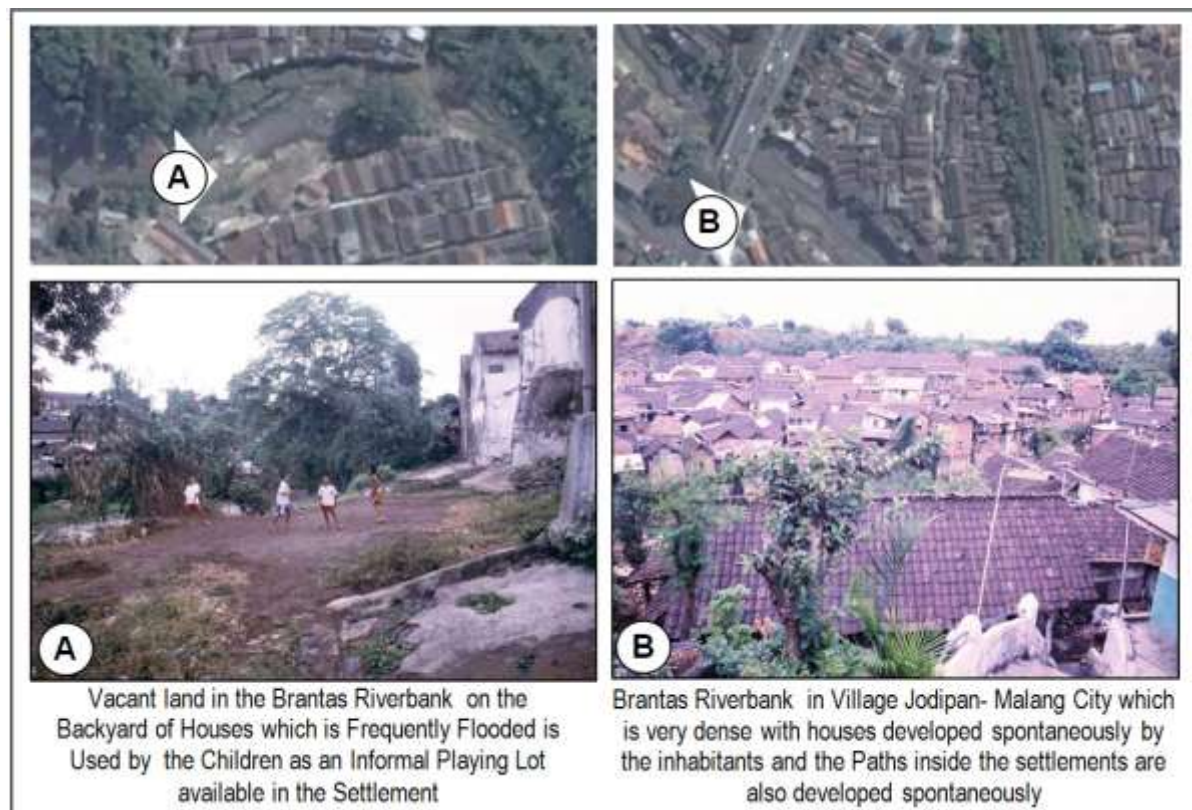 A
B
A
B
Vacant land in the Brantas Riverbank on the
Backyard of Houses which is Frequently Flooded is
Used by the Children as an Informal Playing Lot
available in the Settlement
Brantas Riverbank in Village Jodipan- Malang City which
is very dense with houses developed spontaneously by
the inhabitants and the Paths inside the settlements are
also developed spontaneously